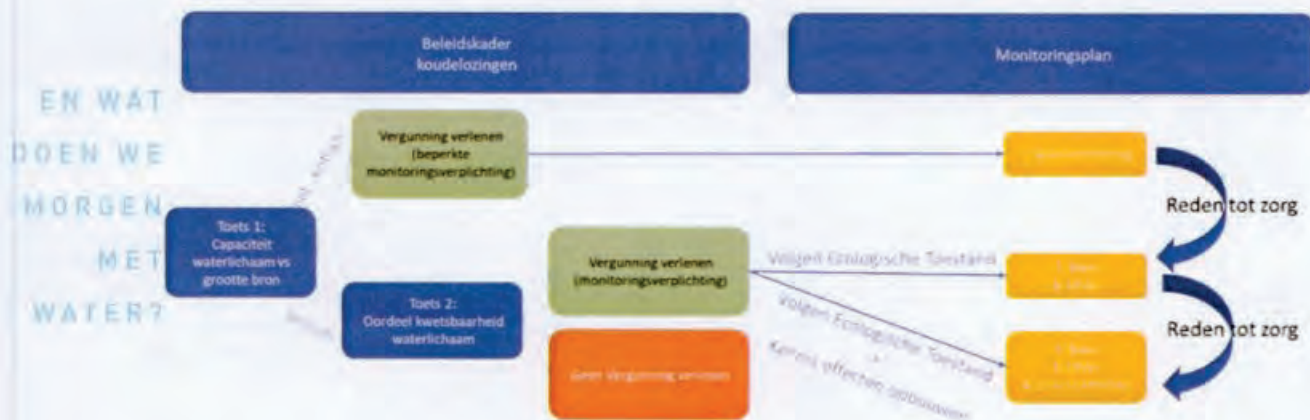 Beleidskader
koudelozingen
Monitoringsplan
EN WAT
DOEN WE
MORGEN
MET
WATER?
Vergunning verlenen
(beperkte
monitoringsverplichting)
Reden tot zorg
Toets 1:
Capaciteit
waterlichaam vs
grootte bron
Vergunning verlenen
(monitoringsverplichting)
Volgen Ecologische Toestand
Toets 2:
Oordeel kwetsbaarheid
waterlichaam
Volgen Ecologische Toestand
+
Kennis effecten opbouwen
Reden tot zorg
Geen vergunning verlenen